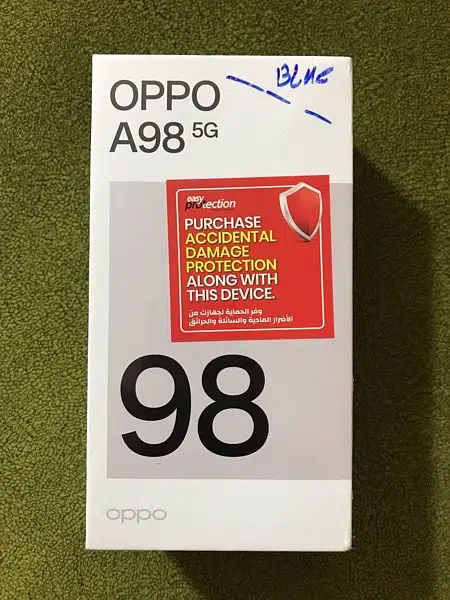 BLUE
OPPO
A98 5G
easy
protection
PURCHASE
ACCIDENTAL
DAMAGE
PROTECTION
ALONG WITH
THIS DEVICE.
وفر الحماية لجهازك من
الأضرار المادية والسائلة والحرائق
98
oppo